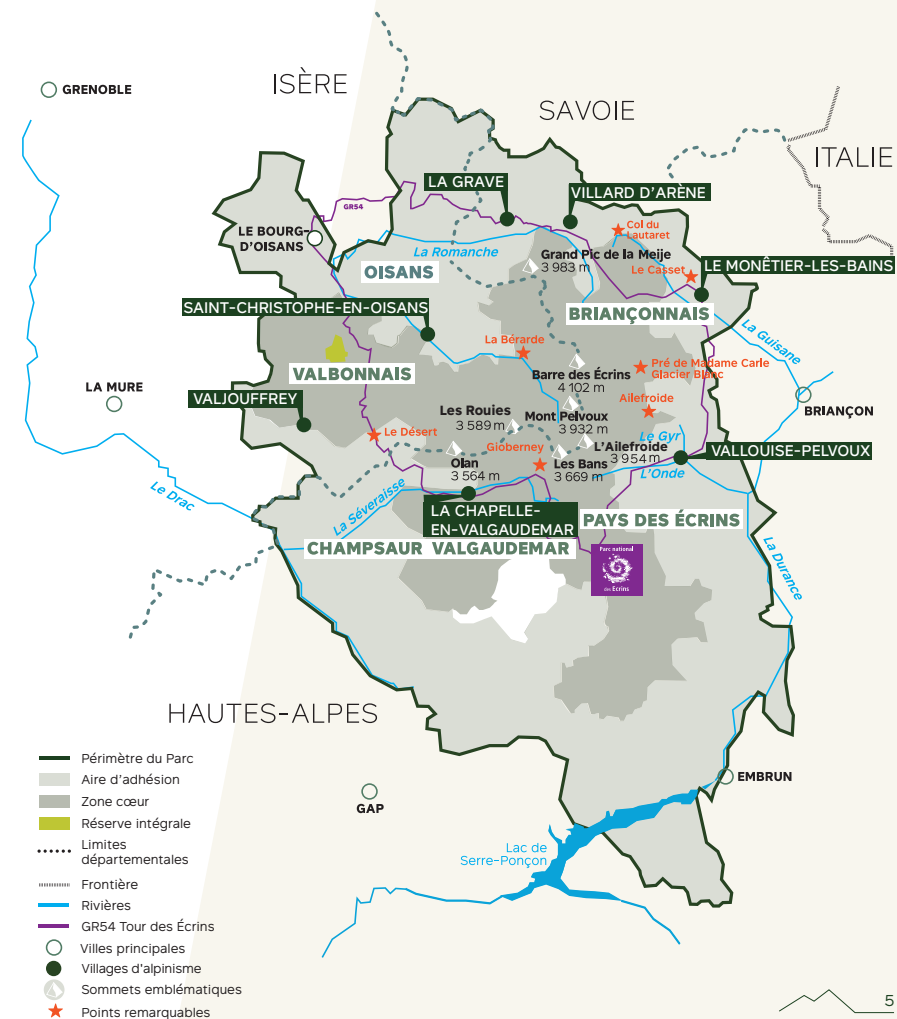 GRENOBLE
ISÈRE
SAVOIE
ITALIE
LA GRAVE
VILLARD D'ARÈNE
GR54
LE BOURG-
D'OISANS
Col du
Lautaret
La Romanche
Grand Pic de la Meije
3 983 m
OISANS
Le Casset
LE MONÊTIER-LES-BAINS
SAINT-CHRISTOPHE-EN-OISANS
BRIANÇONNAIS
La Guisane
La Bérarde
VALBONNAIS
Barre des Écrins
4 102 m
Pré de Madame Carle
Glacier Blanc
LA MURE
VALJOUFFREY
Ailefroide
BRIANÇON
Les Rouies
3 589 m
Mont Pelvoux
3 932 m
Le Désert
Le Gyr
Gioberney
L'Ailefroide
3 954 m
VALLOUISE-PELVOUX
Olan
3 564 m
Les Bans
3 669 m
L'Onde
Le Drac
La Séveraisse
LA CHAPELLE-
EN-VALGAUDEMAR
PAYS DES ÉCRINS
CHAMPSAUR VALGAUDEMAR
Parc national
des Ecrins
La Durance
HAUTES-ALPES
EMBRUN
GAP
Lac de
Serre-Ponçon
Périmètre du Parc
Aire d'adhésion
Zone cœur
Réserve intégrale
Limites
départementales
Frontière
Rivières
GR54 Tour des Écrins
Villes principales
Villages d'alpinisme
Sommets emblématiques
Points remarquables
5